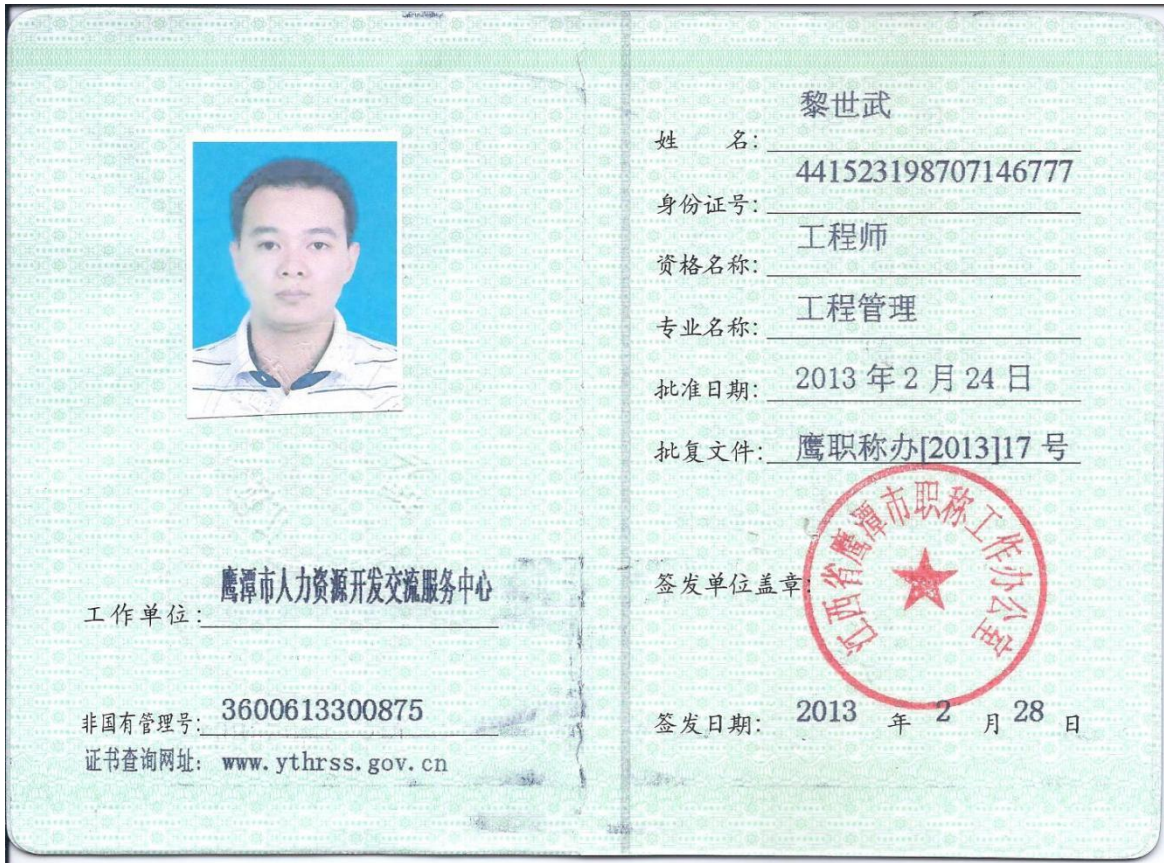 工作单位：鹰潭市人力资源开发交流服务中心
非国有管理号：3600613300875
证书查询网址：www.ythrss.gov.cn
姓 名：黎世武
身份证号：441523198707146777
资格名称：工程师
专业名称：工程管理
批准日期：2013 年 2 月 24 日
批复文件：鹰职称办[2013]17 号
签发单位盖章
江西省鹰潭市职称工作办公室
签发日期：2013 年 2 月 28 日